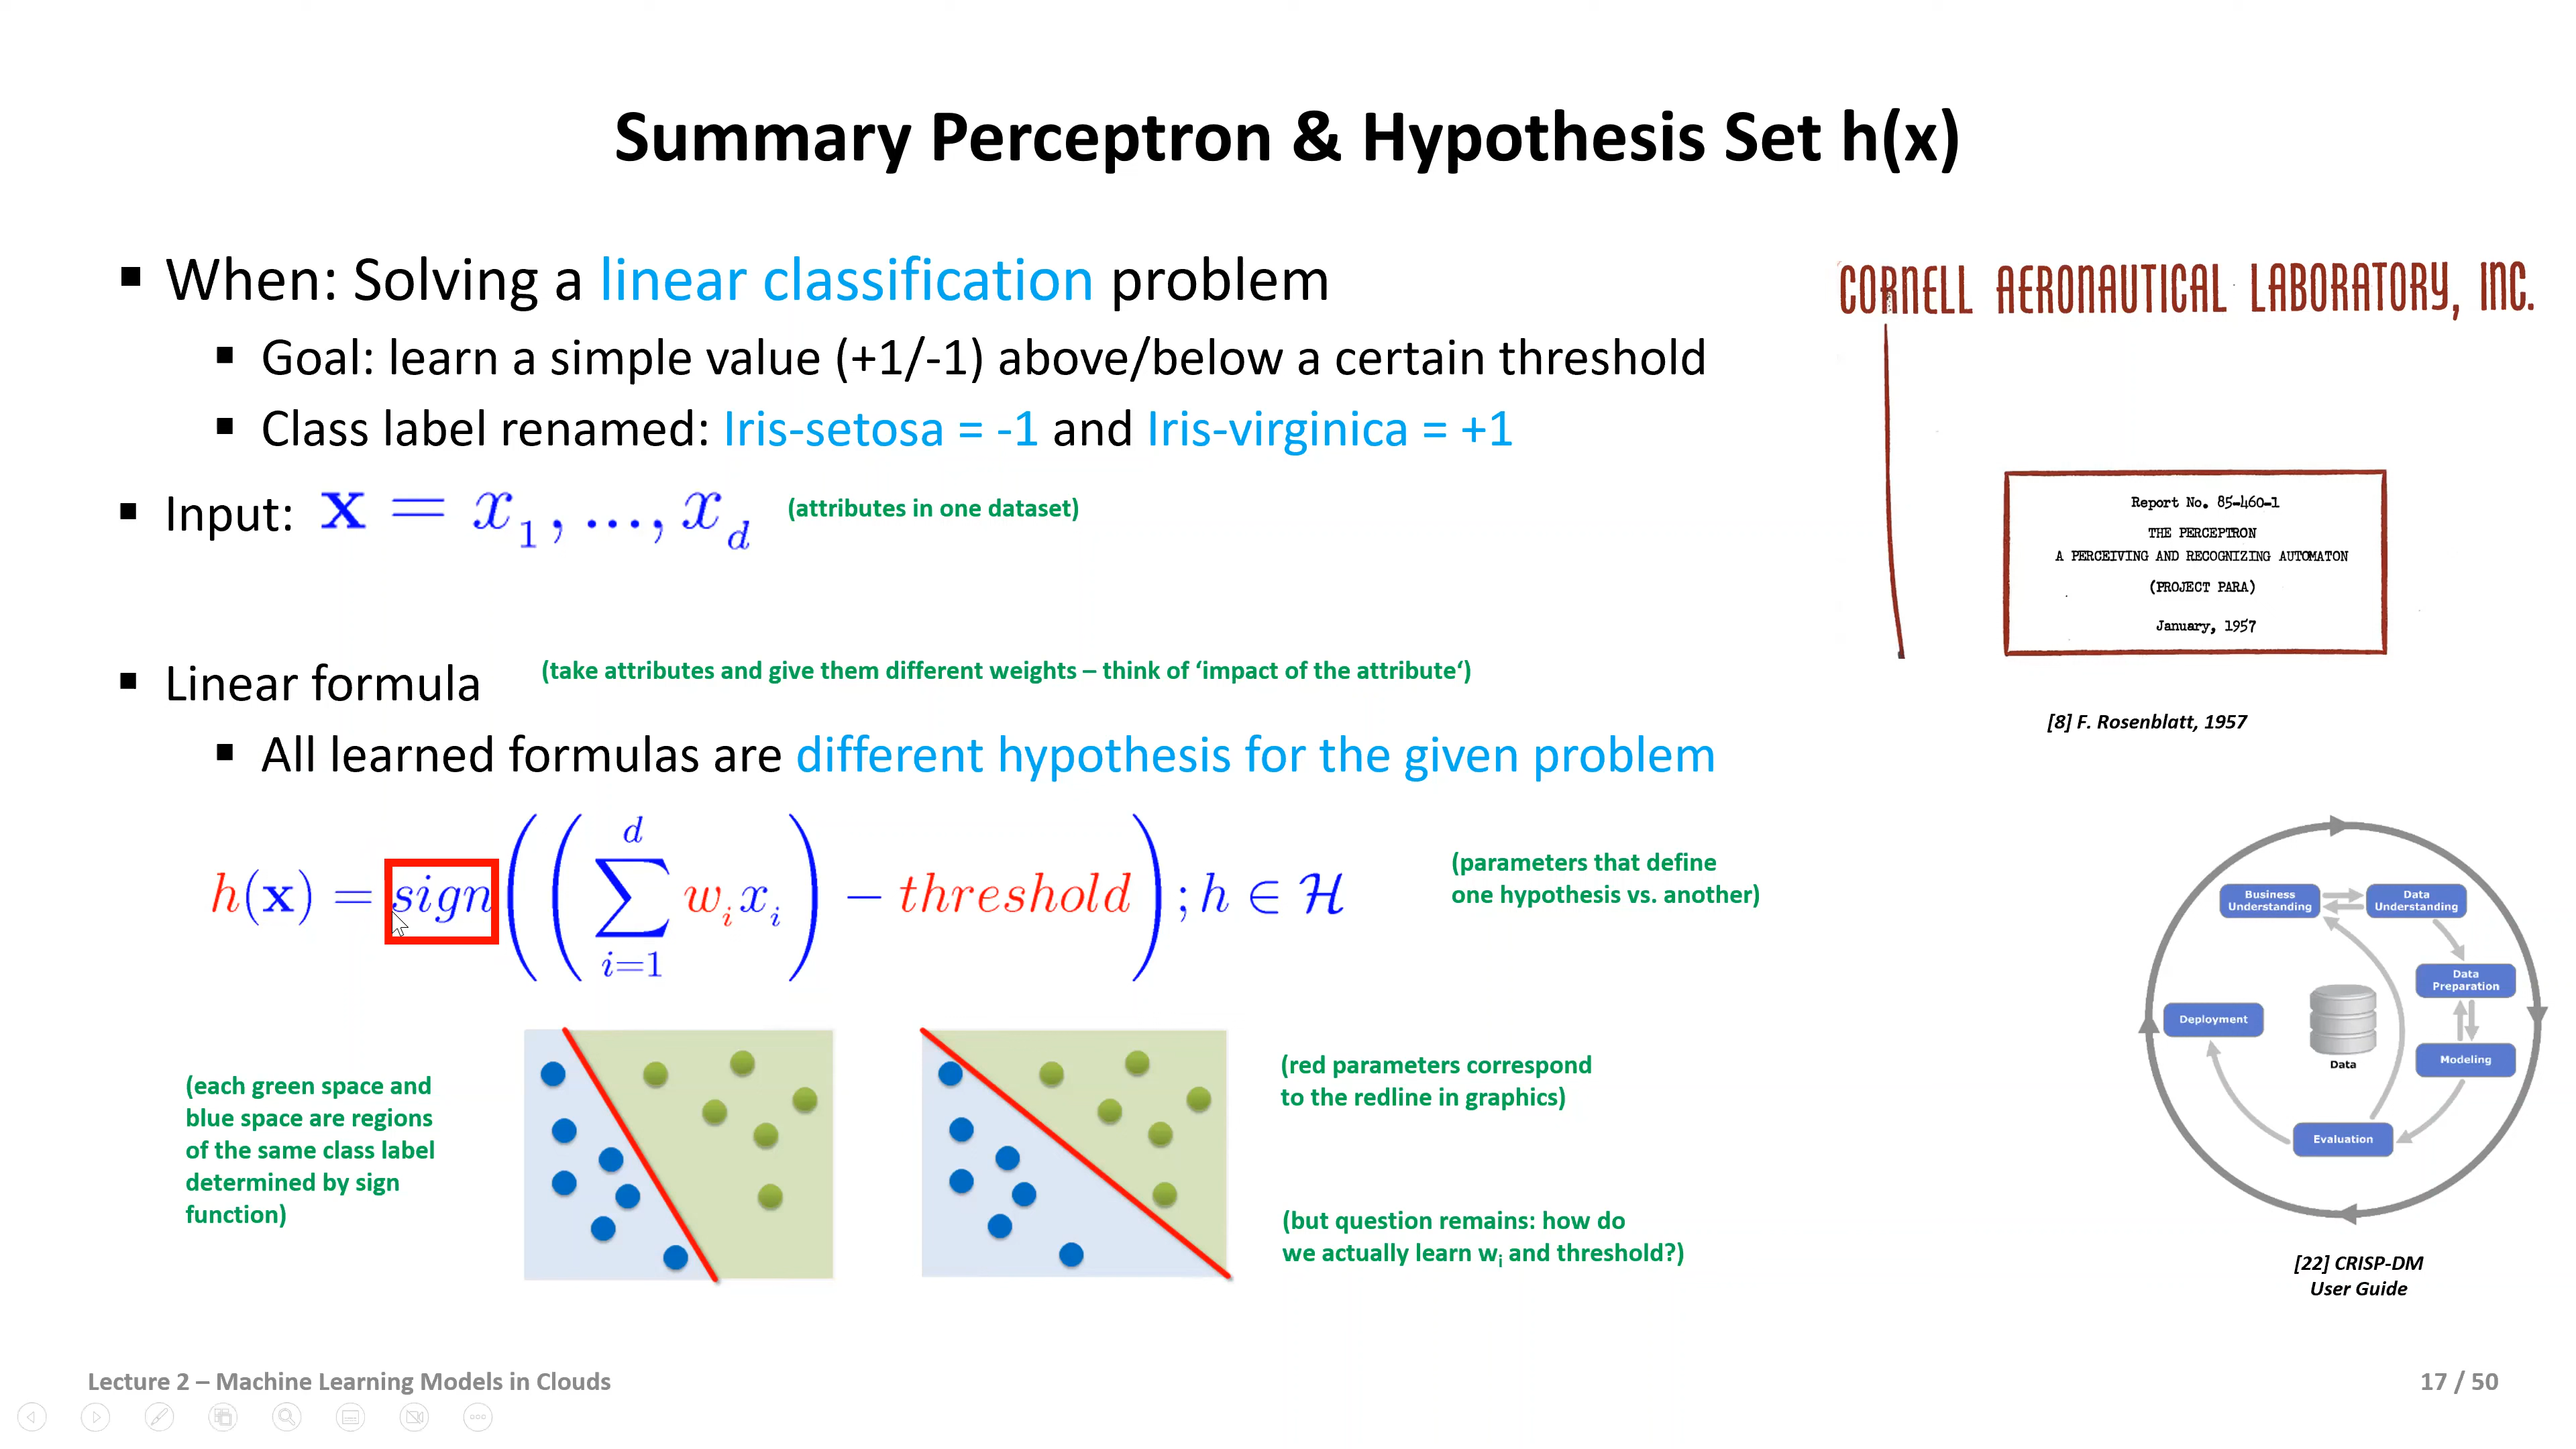 Summary Perceptron & Hypothesis Set h(x)
▪ When: Solving a linear classification problem
▪ Goal: learn a simple value (+1/-1) above/below a certain threshold
▪ Class label renamed: Iris-setosa = -1 and Iris-virginica = +1
▪ Input: x = x₁, ..., x_d (attributes in one dataset)
▪ Linear formula (take attributes and give them different weights – think of ‘impact of the attribute‘)
▪ All learned formulas are different hypothesis for the given problem
h(x) = sign((∑_{i=1}^{d} w_i x_i) − threshold); h ∈ ℋ
(parameters that define
one hypothesis vs. another)
(each green space and
blue space are regions
of the same class label
determined by sign
function)
(red parameters correspond
to the redline in graphics)
(but question remains: how do
we actually learn wᵢ and threshold?)
CORNELL AERONAUTICAL LABORATORY, INC.
Report No. 85-460-1
THE PERCEPTRON
A PERCEIVING AND RECOGNIZING AUTOMATON
(PROJECT PARA)
January, 1957
[8] F. Rosenblatt, 1957
Business
Understanding
Data
Understanding
Data
Preparation
Modeling
Evaluation
Deployment
Data
[22] CRISP-DM
User Guide
Lecture 2 – Machine Learning Models in Clouds
17 / 50